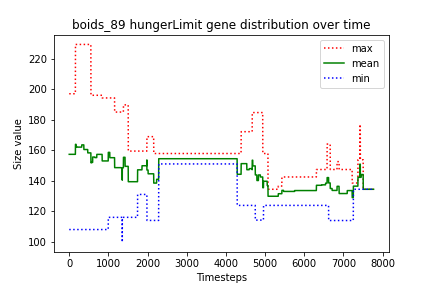 boids_89 hungerLimit gene distribution over time
max
mean
min
Size value
220
200
180
160
140
120
100
0 1000 2000 3000 4000 5000 6000 7000 8000
Timesteps